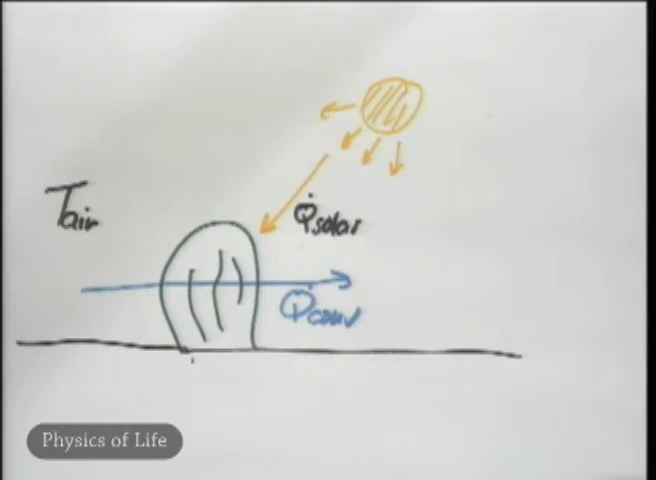 Tair
Q̇solar
Q̇conv
Physics of Life